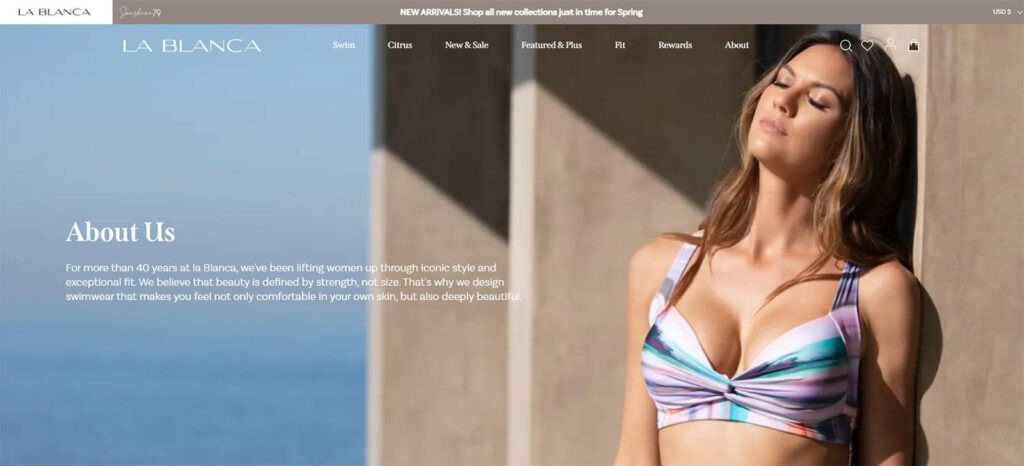 LA BLANCA
NEW ARRIVALS! Shop all new collections just in time for Spring
USD $
LA BLANCA
Swim
Citrus
New & Sale
Featured & Plus
Fit
Rewards
About
About Us
For more than 40 years at la Blanca, we've been lifting women up through iconic style and
exceptional fit. We believe that beauty is defined by strength, not size. That's why we design
swimwear that makes you feel not only comfortable in your own skin, but also deeply beautiful.